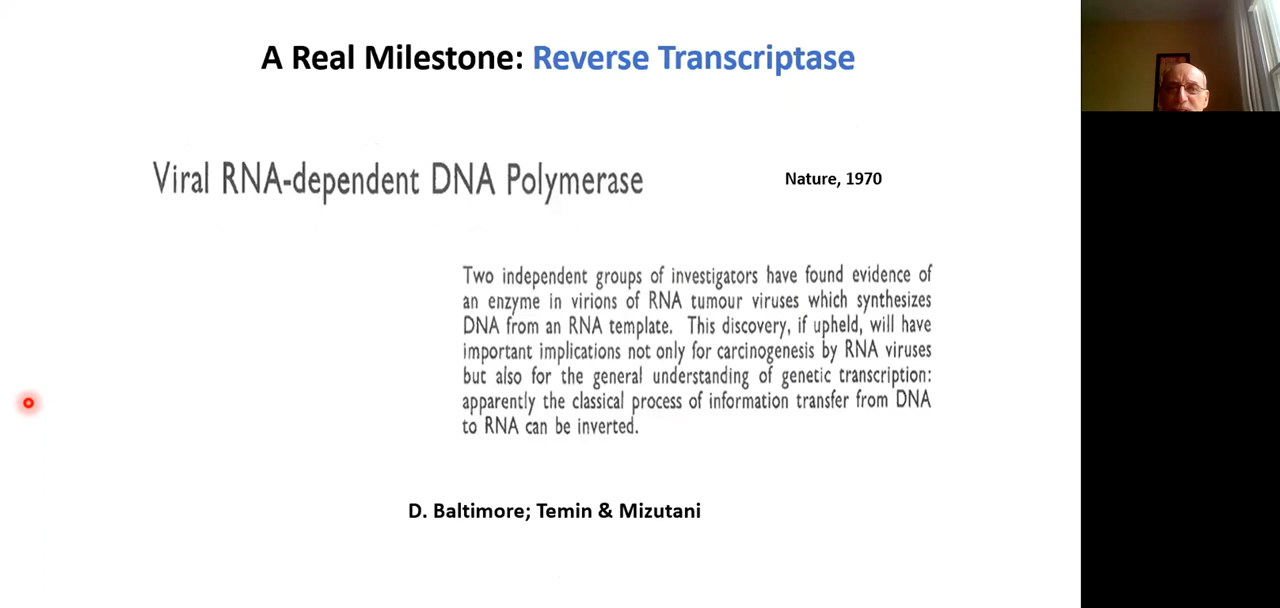 A Real Milestone: Reverse Transcriptase
Viral RNA-dependent DNA Polymerase
Nature, 1970
Two independent groups of investigators have found evidence of
an enzyme in virions of RNA tumour viruses which synthesizes
DNA from an RNA template. This discovery, if upheld, will have
important implications not only for carcinogenesis by RNA viruses
but also for the general understanding of genetic transcription:
apparently the classical process of information transfer from DNA
to RNA can be inverted.
D. Baltimore; Temin & Mizutani